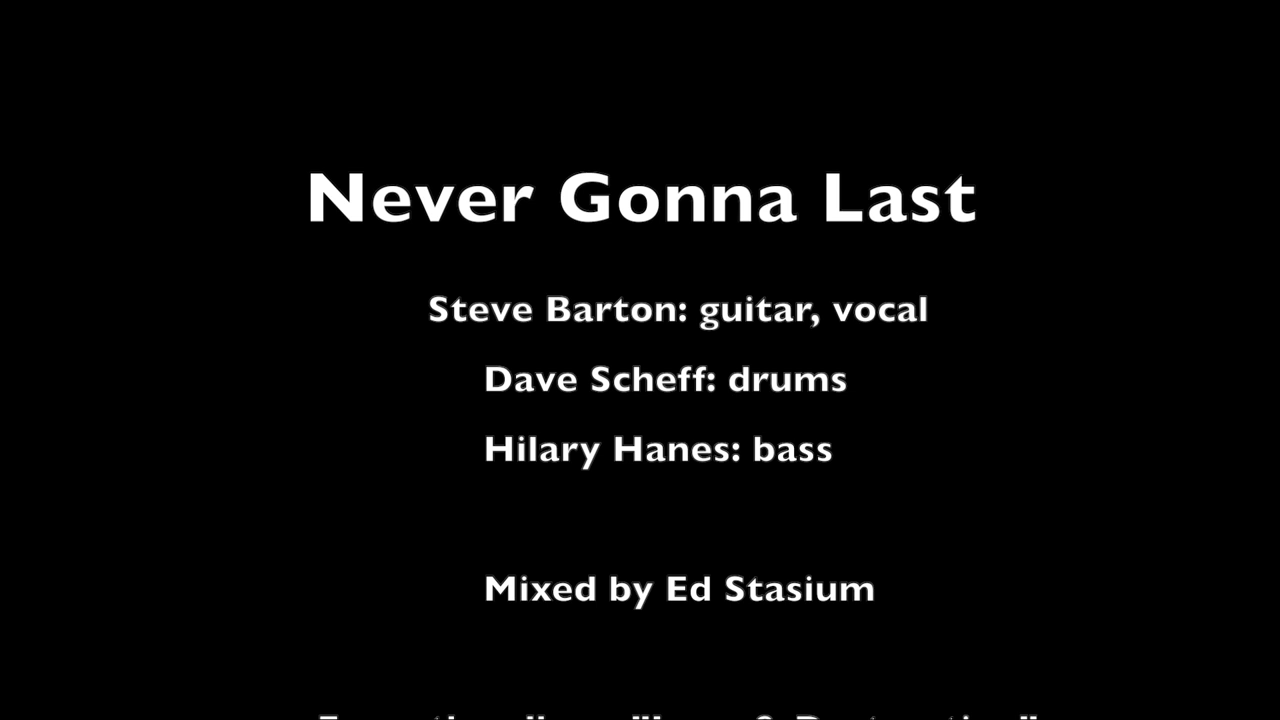 Never Gonna Last
Steve Barton: guitar, vocal
Dave Scheff: drums
Hilary Hanes: bass
Mixed by Ed Stasium